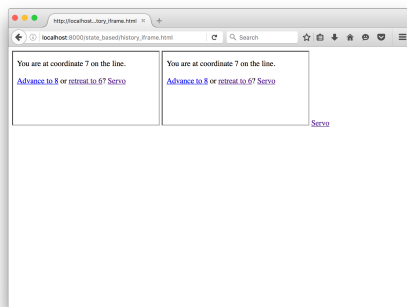 http://localhost...tory_iframe.html
localhost:8000/state_based/history_iframe.html
Search
You are at coordinate 7 on the line.
Advance to 8 or retreat to 6? Servo
You are at coordinate 7 on the line.
Advance to 8 or retreat to 6? Servo
Servo